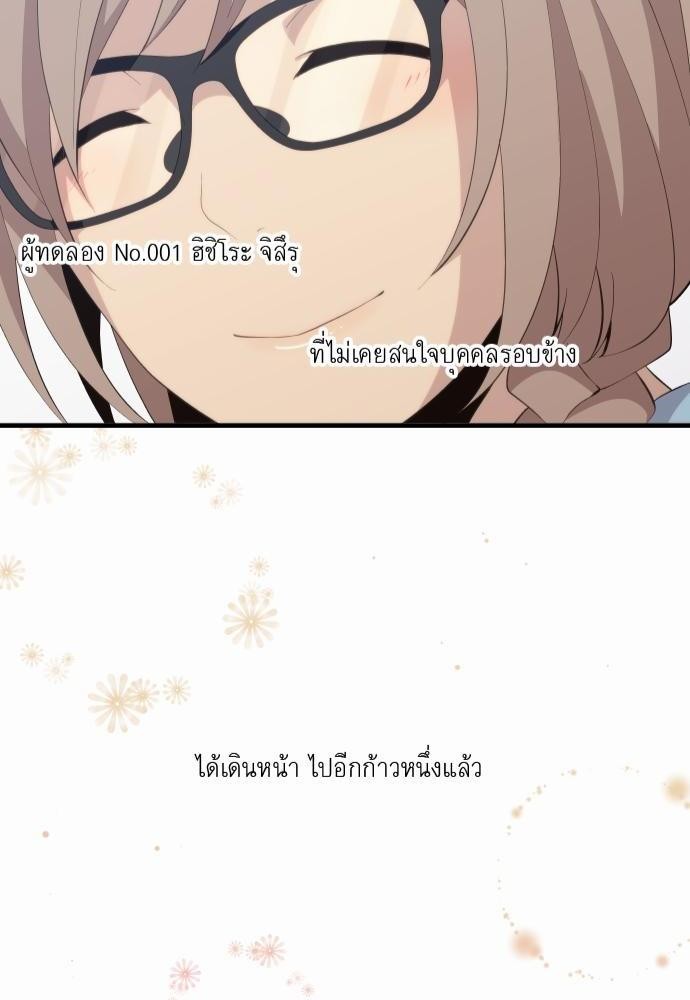 ผู้ทดลอง No.001 ฮิชิโระ จิสึรุ
ที่ไม่เคยสนใจบุคคลรอบข้าง
ได้เดินหน้า ไปอีกก้าวหนึ่งแล้ว